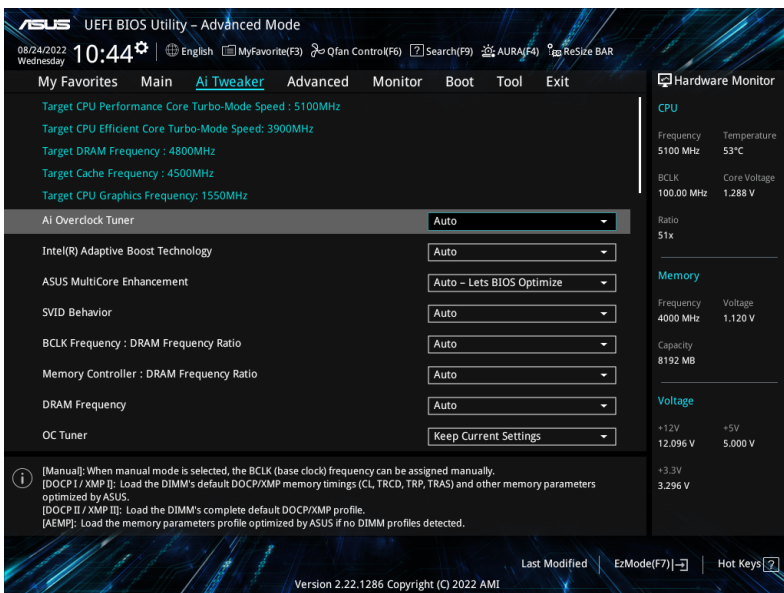 ASUS UEFI BIOS Utility – Advanced Mode
08/24/2022
Wednesday
10:44
English
MyFavorite(F3)
Qfan Control(F6)
? Search(F9)
AURA(F4)
ReSize BAR
My Favorites
Main
Ai Tweaker
Advanced
Monitor
Boot
Tool
Exit
Target CPU Performance Core Turbo-Mode Speed : 5100MHz
Target CPU Efficient Core Turbo-Mode Speed: 3900MHz
Target DRAM Frequency : 4800MHz
Target Cache Frequency : 4500MHz
Target CPU Graphics Frequency: 1550MHz
Ai Overclock Tuner Auto
Intel(R) Adaptive Boost Technology Auto
ASUS MultiCore Enhancement Auto – Lets BIOS Optimize
SVID Behavior Auto
BCLK Frequency : DRAM Frequency Ratio Auto
Memory Controller : DRAM Frequency Ratio Auto
DRAM Frequency Auto
OC Tuner Keep Current Settings
[Manual]: When manual mode is selected, the BCLK (base clock) frequency can be assigned manually.
[DOCP I / XMP I]: Load the DIMM's default DOCP/XMP memory timings (CL, TRCD, TRP, TRAS) and other memory parameters
optimized by ASUS.
[DOCP II / XMP II]: Load the DIMM's complete default DOCP/XMP profile.
[AEMP]: Load the memory parameters profile optimized by ASUS if no DIMM profiles detected.
Hardware Monitor
CPU
Frequency Temperature
5100 MHz 53°C
BCLK Core Voltage
100.00 MHz 1.288 V
Ratio
51x
Memory
Frequency Voltage
4000 MHz 1.120 V
Capacity
8192 MB
Voltage
+12V +5V
12.096 V 5.000 V
+3.3V
3.296 V
Last Modified
EzMode(F7)
Hot Keys ?
Version 2.22.1286 Copyright (C) 2022 AMI